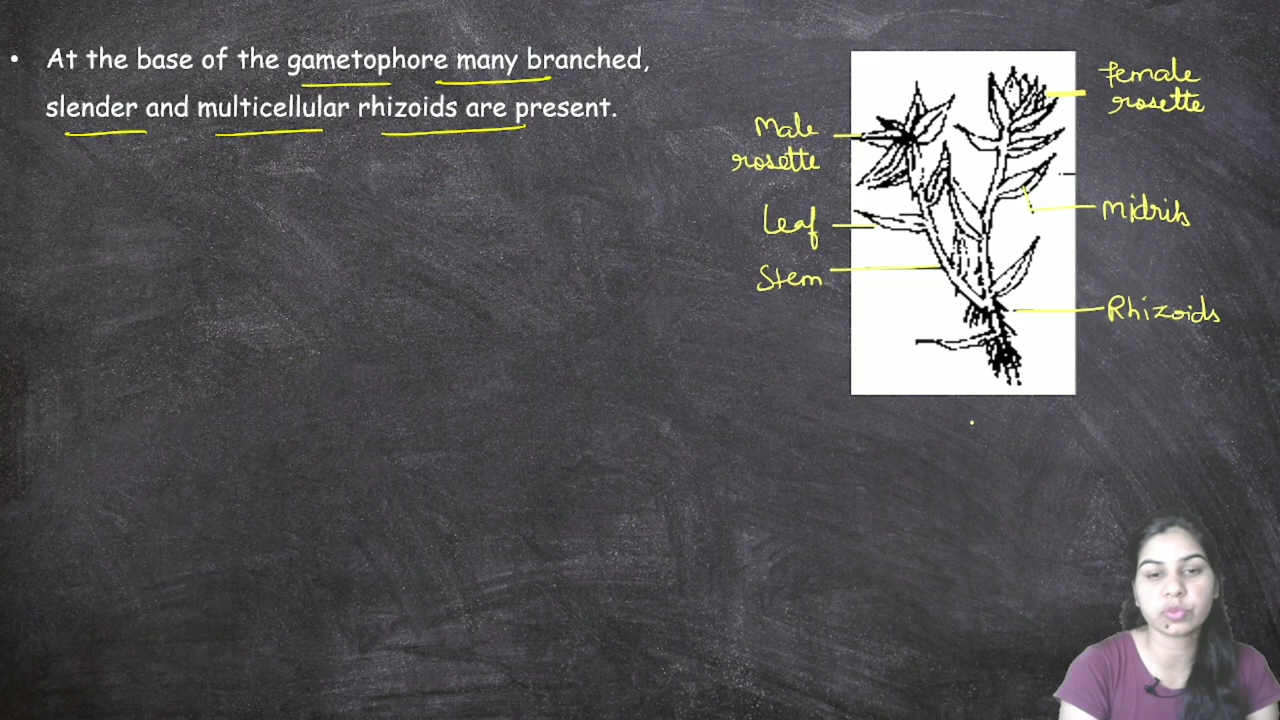 • At the base of the gametophore many branched,
slender and multicellular rhizoids are present.
Male
rosette
Leaf
Stem
female
rosette
Midrib
Rhizoids